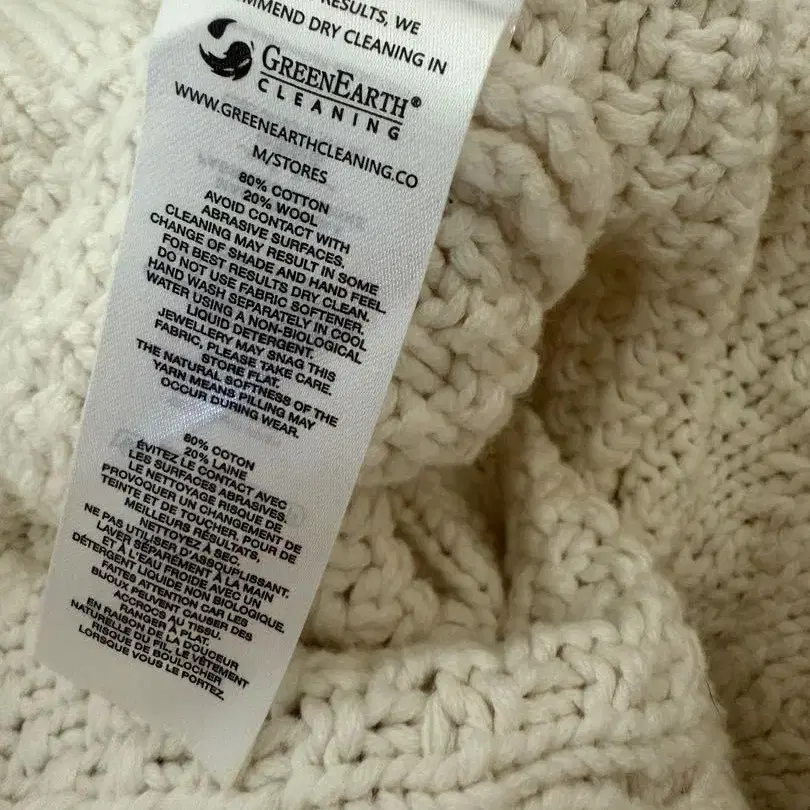 RESULTS, WE
MMEND DRY CLEANING IN
GREENEARTH®
CLEANING
WWW.GREENEARTHCLEANING.CO
M/STORES
80% COTTON
20% WOOL
AVOID CONTACT WITH
ABRASIVE SURFACES.
CLEANING MAY RESULT IN SOME
CHANGE OF SHADE AND HAND FEEL.
FOR BEST RESULTS DRY CLEAN.
DO NOT USE FABRIC SOFTENER.
HAND WASH SEPARATELY IN COOL
WATER USING A NON-BIOLOGICAL
LIQUID DETERGENT.
JEWELLERY MAY SNAG THIS
FABRIC, PLEASE TAKE CARE.
STORE FLAT.
THE NATURAL SOFTNESS OF THE
YARN MEANS PILLING MAY
OCCUR DURING WEAR.
80% COTON
20% LAINE
ÉVITEZ LE CONTACT AVEC
LES SURFACES ABRASIVES.
LE NETTOYAGE RISQUE DE
PROVOQUER UN CHANGEMENT DE
TEINTE ET DE TOUCHER. POUR DE
MEILLEURS RÉSULTATS,
NETTOYEZ À SEC.
NE PAS UTILISER D'ASSOUPLISSANT.
LAVER SÉPARÉMENT À LA MAIN
ET À L'EAU FROIDE AVEC UN
DÉTERGENT LIQUIDE NON BIOLOGIQUE.
FAITES ATTENTION CAR LES
BIJOUX PEUVENT CAUSER DES
ACCROCS AU TISSU.
RANGER À PLAT.
EN RAISON DE LA DOUCEUR
NATURELLE DU FIL, LE VÊTEMENT
RISQUE DE BOULOCHER
LORSQUE VOUS LE PORTEZ.